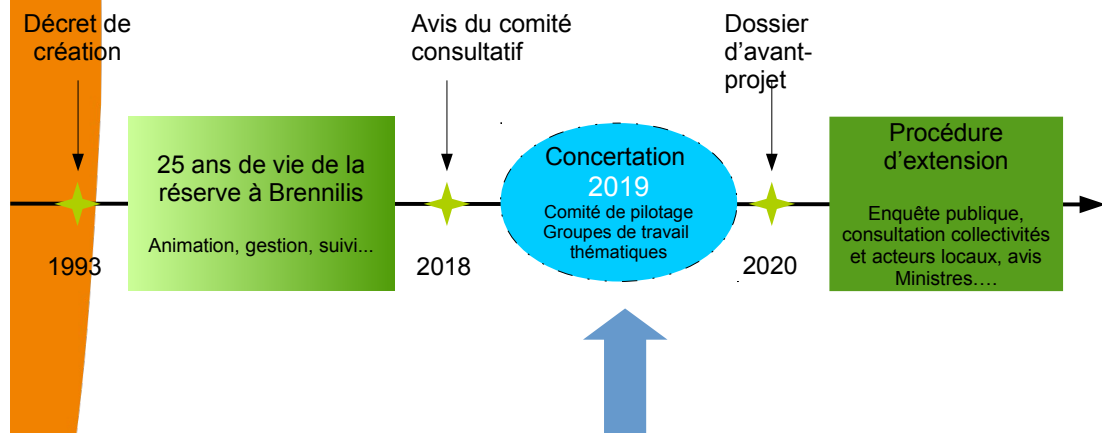 Décret de
création
1993
25 ans de vie de la
réserve à Brennilis
Animation, gestion, suivi...
Avis du comité
consultatif
2018
Concertation
2019
Comité de pilotage
Groupes de travail
thématiques
Dossier
d’avant-
projet
2020
Procédure
d’extension
Enquête publique,
consultation collectivités
et acteurs locaux, avis
Ministres….